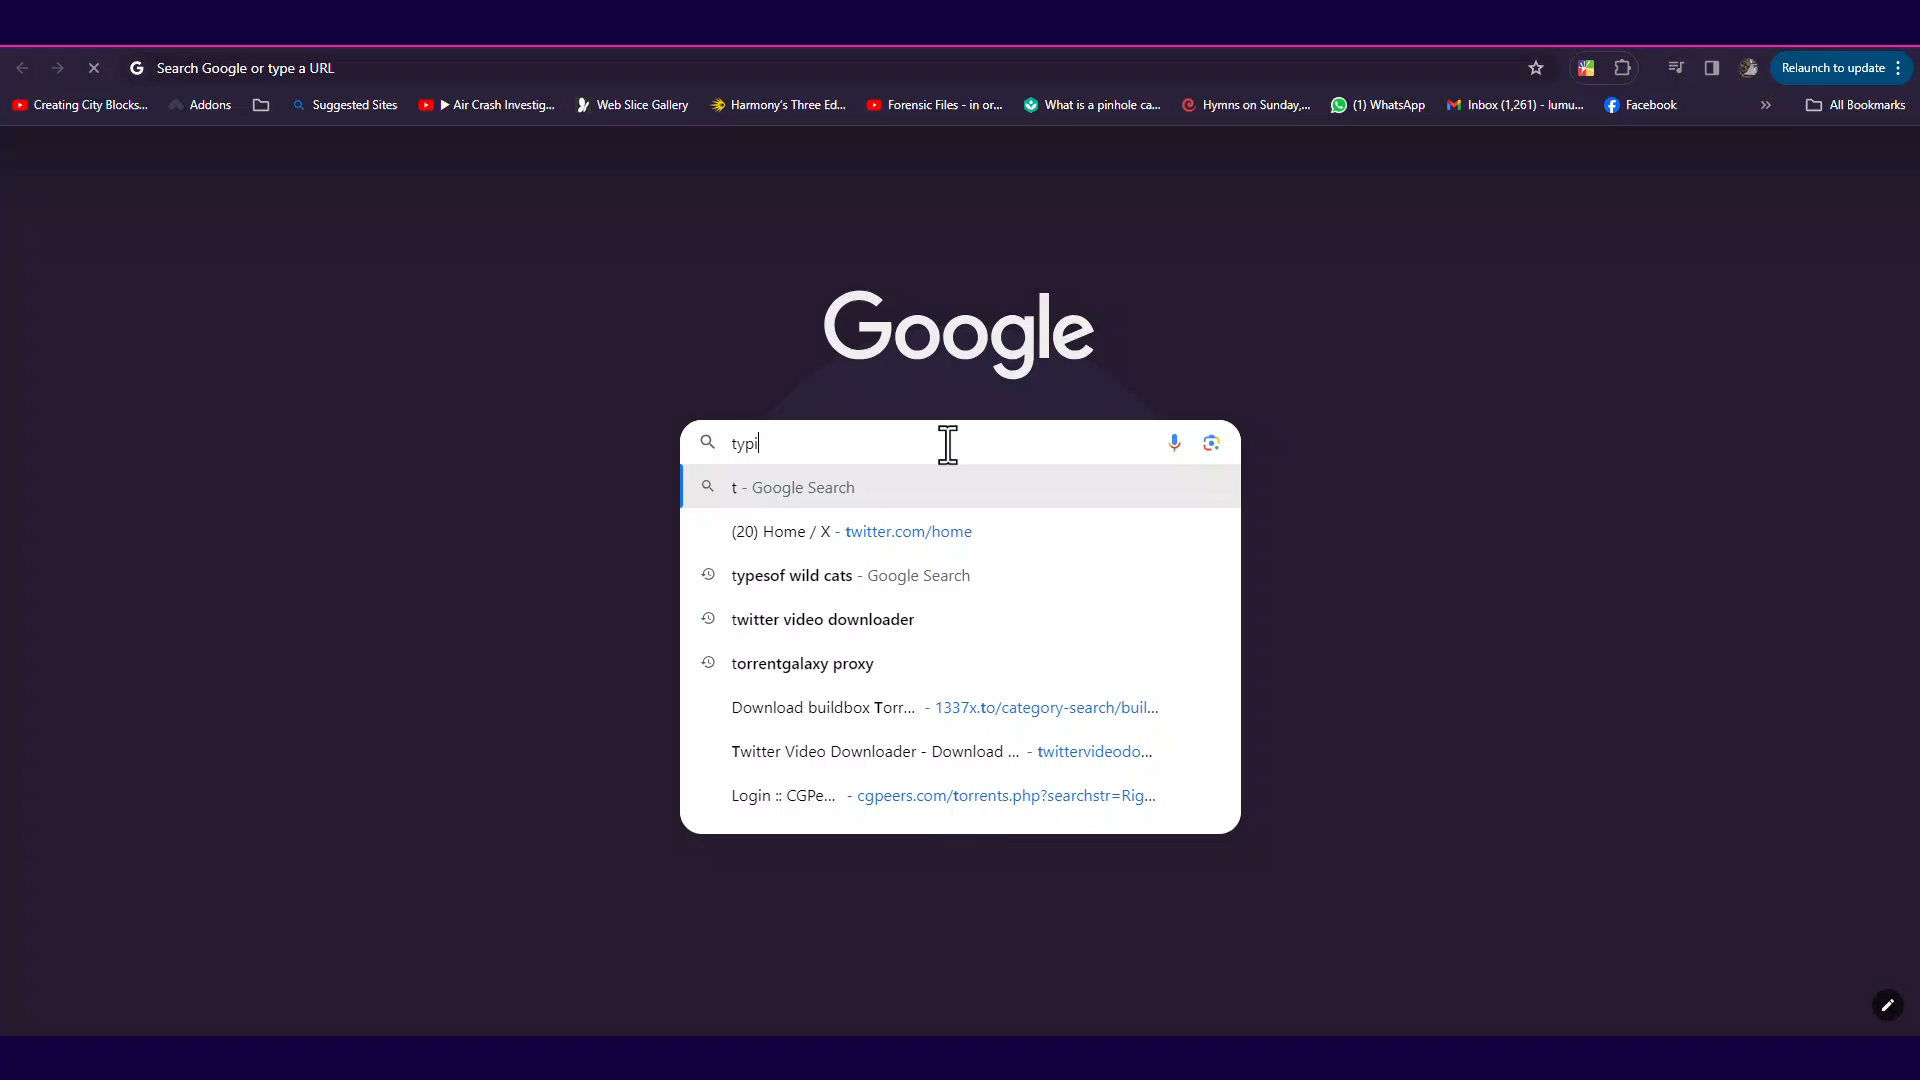 Search Google or type a URL
Relaunch to update
Creating City Blocks...
Addons
Suggested Sites
▶ Air Crash Investig...
Web Slice Gallery
Harmony's Three Ed...
Forensic Files - in or...
What is a pinhole ca...
Hymns on Sunday,...
(1) WhatsApp
Inbox (1,261) - lumu...
Facebook
»
All Bookmarks
Google
typi
t - Google Search
(20) Home / X - twitter.com/home
typesof wild cats - Google Search
twitter video downloader
torrentgalaxy proxy
Download buildbox Torr... - 1337x.to/category-search/buil...
Twitter Video Downloader - Download ... - twittervideodo...
Login :: CGPe... - cgpeers.com/torrents.php?searchstr=Rig...